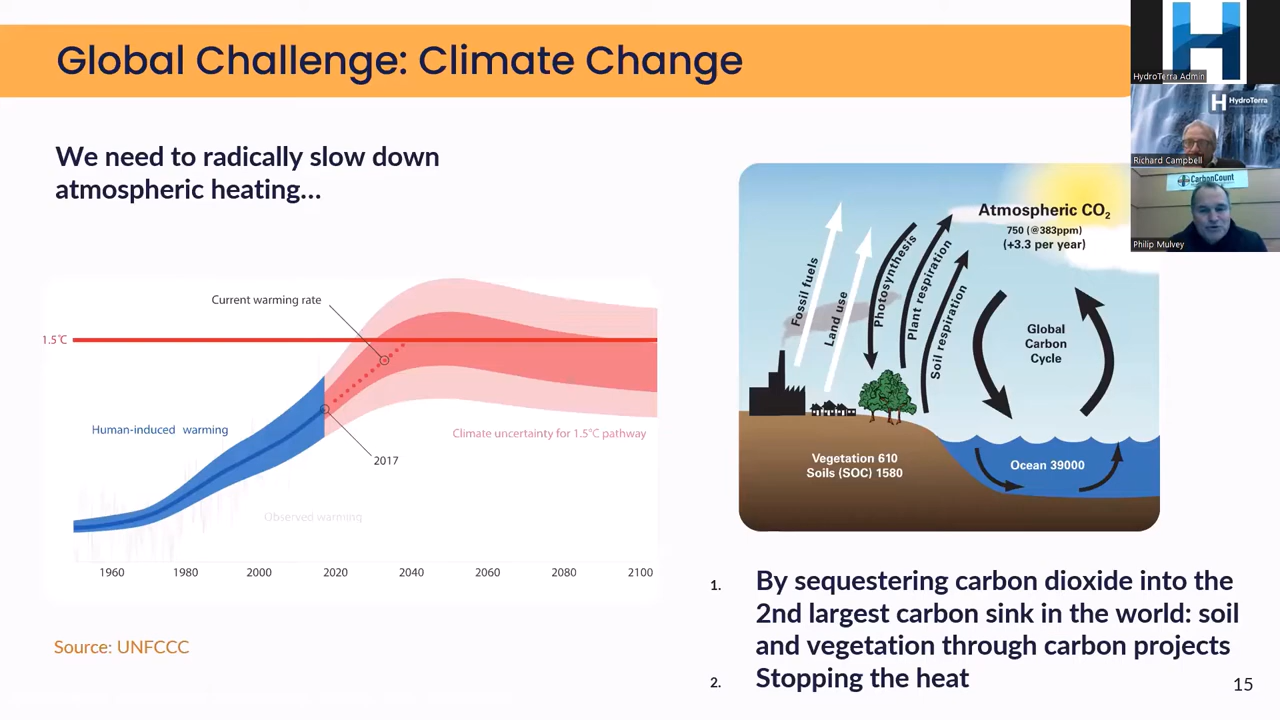 Global Challenge: Climate Change
We need to radically slow down
atmospheric heating...
Current warming rate
1.5°C
Human-induced warming
Climate uncertainty for 1.5°C pathway
2017
Observed warming
1960 1980 2000 2020 2040 2060 2080 2100
Source: UNFCCC
Atmospheric CO₂
750 (@383ppm)
(+3.3 per year)
Fossil fuels
Land use
Photosynthesis
Plant respiration
Soil respiration
Global
Carbon
Cycle
Vegetation 610
Soils (SOC) 1580
Ocean 39000
1. By sequestering carbon dioxide into the
2nd largest carbon sink in the world: soil
and vegetation through carbon projects
2. Stopping the heat
15
H
HydroTerra Admin
H HydroTerra
Richard Campbell
CarbonCount
Philip Mulvey